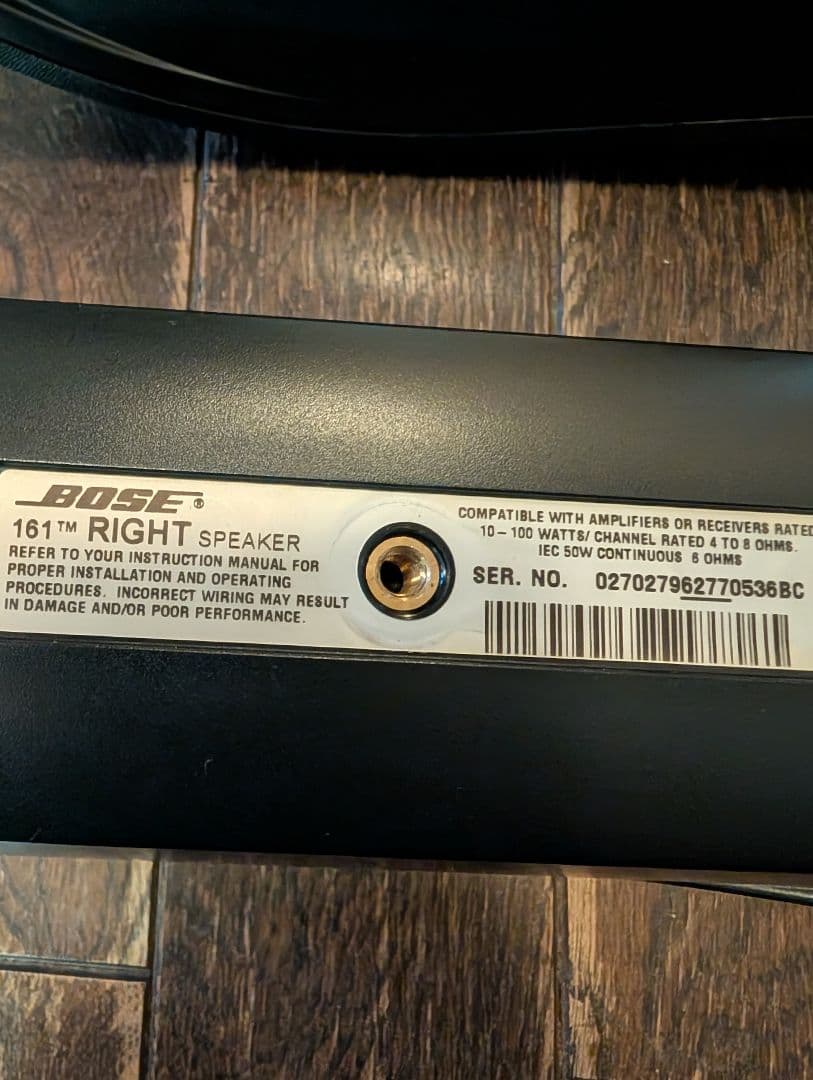 BOSE®
161™ RIGHT SPEAKER
REFER TO YOUR INSTRUCTION MANUAL FOR
PROPER INSTALLATION AND OPERATING
PROCEDURES. INCORRECT WIRING MAY RESULT
IN DAMAGE AND/OR POOR PERFORMANCE.
COMPATIBLE WITH AMPLIFIERS OR RECEIVERS RATED
10–100 WATTS/ CHANNEL RATED 4 TO 8 OHMS.
IEC 50W CONTINUOUS 6 OHMS
SER. NO. 027027962770536BC